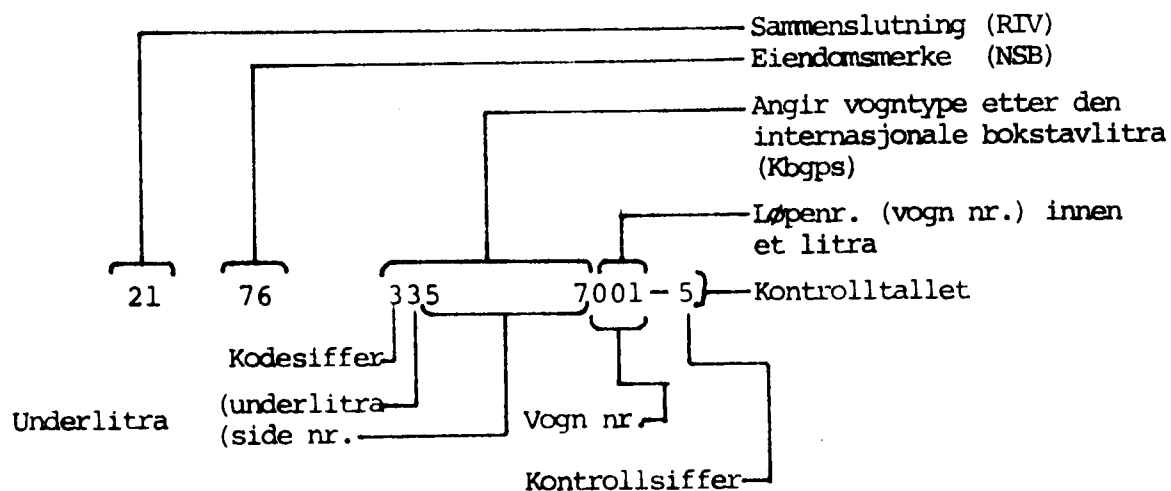 Sammenslutning (RIV)
Eiendomsmerke (NSB)
Angir vogntype etter den
internasjonale bokstavlitra
(Kbgps)
Løpenr. (vogn nr.) innen
et litra
21 76 335 7001-5
Kontrolltallet
Kodesiffer
Underlitra
(underlitra
(side nr.
Vogn nr.
Kontrollsiffer